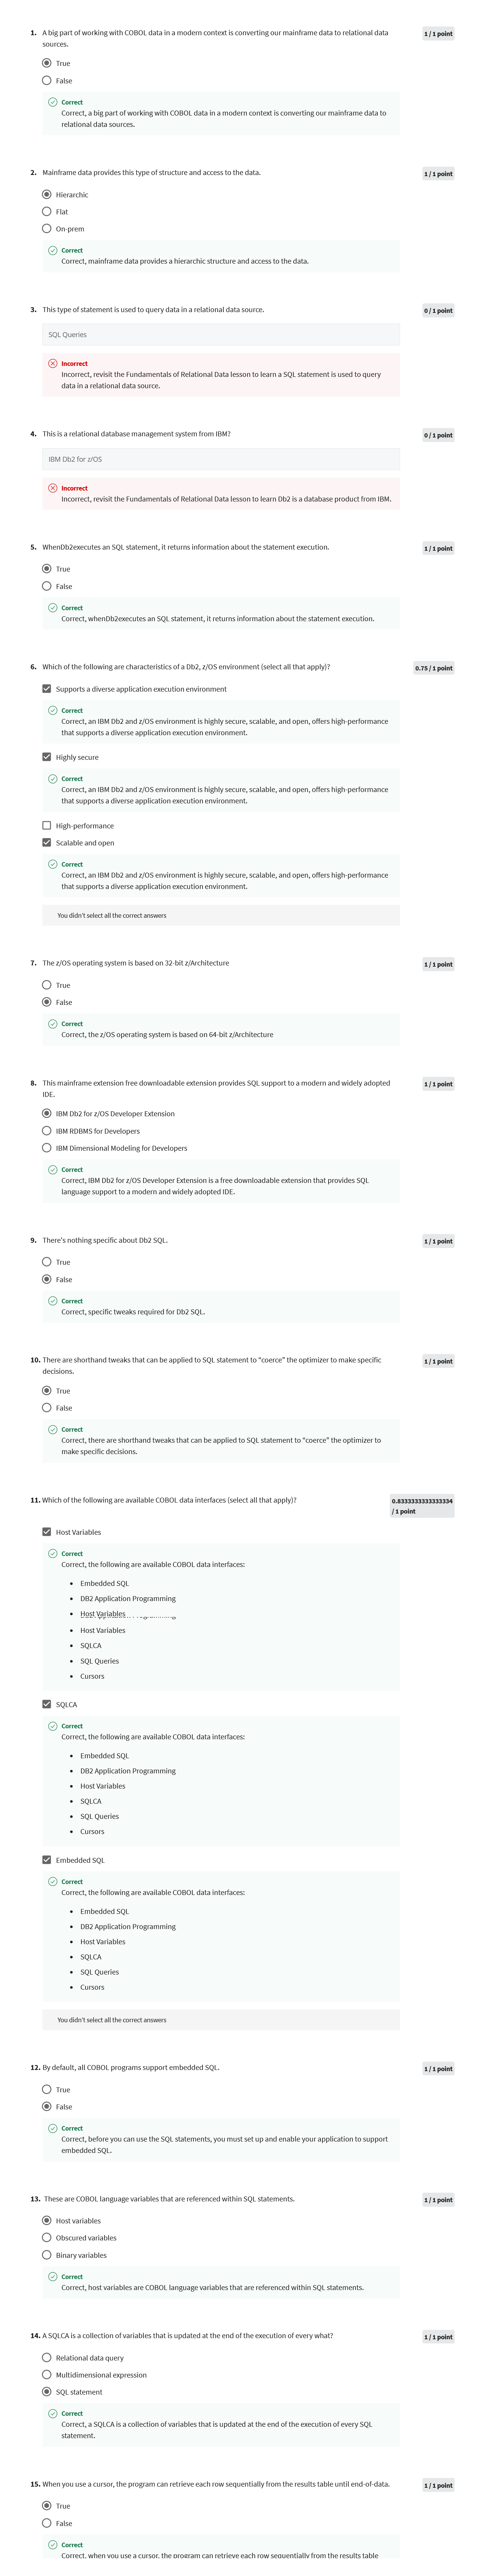 1. A big part of working with COBOL data in a modern context is converting our mainframe data to relational data
sources.
1 / 1 point
True
False
Correct
Correct, a big part of working with COBOL data in a modern context is converting our mainframe data to
relational data sources.
2. Mainframe data provides this type of structure and access to the data.
1 / 1 point
Hierarchic
Flat
On-prem
Correct
Correct, mainframe data provides a hierarchic structure and access to the data.
3. This type of statement is used to query data in a relational data source.
0 / 1 point
SQL Queries
Incorrect
Incorrect, revisit the Fundamentals of Relational Data lesson to learn a SQL statement is used to query
data in a relational data source.
4. This is a relational database management system from IBM?
0 / 1 point
IBM Db2 for z/OS
Incorrect
Incorrect, revisit the Fundamentals of Relational Data lesson to learn Db2 is a database product from IBM.
5. WhenDb2executes an SQL statement, it returns information about the statement execution.
1 / 1 point
True
False
Correct
Correct, whenDb2executes an SQL statement, it returns information about the statement execution.
6. Which of the following are characteristics of a Db2, z/OS environment (select all that apply)?
0.75 / 1 point
Supports a diverse application execution environment
Correct
Correct, an IBM Db2 and z/OS environment is highly secure, scalable, and open, offers high-performance
that supports a diverse application execution environment.
Highly secure
Correct
Correct, an IBM Db2 and z/OS environment is highly secure, scalable, and open, offers high-performance
that supports a diverse application execution environment.
High-performance
Scalable and open
Correct
Correct, an IBM Db2 and z/OS environment is highly secure, scalable, and open, offers high-performance
that supports a diverse application execution environment.
You didn't select all the correct answers
7. The z/OS operating system is based on 32-bit z/Architecture
1 / 1 point
True
False
Correct
Correct, the z/OS operating system is based on 64-bit z/Architecture
8. This mainframe extension free downloadable extension provides SQL support to a modern and widely adopted
IDE.
1 / 1 point
IBM Db2 for z/OS Developer Extension
IBM RDBMS for Developers
IBM Dimensional Modeling for Developers
Correct
Correct, IBM Db2 for z/OS Developer Extension is a free downloadable extension that provides SQL
language support to a modern and widely adopted IDE.
9. There's nothing specific about Db2 SQL.
1 / 1 point
True
False
Correct
Correct, specific tweaks required for Db2 SQL.
10. There are shorthand tweaks that can be applied to SQL statement to “coerce” the optimizer to make specific
decisions.
1 / 1 point
True
False
Correct
Correct, there are shorthand tweaks that can be applied to SQL statement to “coerce” the optimizer to
make specific decisions.
11. Which of the following are available COBOL data interfaces (select all that apply)?
0.8333333333333334
/ 1 point
Host Variables
Correct
Correct, the following are available COBOL data interfaces:
• Embedded SQL
• DB2 Application Programming
• Host Variables
• Host Variables
• SQLCA
• SQL Queries
• Cursors
SQLCA
Correct
Correct, the following are available COBOL data interfaces:
• Embedded SQL
• DB2 Application Programming
• Host Variables
• SQLCA
• SQL Queries
• Cursors
Embedded SQL
Correct
Correct, the following are available COBOL data interfaces:
• Embedded SQL
• DB2 Application Programming
• Host Variables
• SQLCA
• SQL Queries
• Cursors
You didn't select all the correct answers
12. By default, all COBOL programs support embedded SQL.
1 / 1 point
True
False
Correct
Correct, before you can use the SQL statements, you must set up and enable your application to support
embedded SQL.
13. These are COBOL language variables that are referenced within SQL statements.
1 / 1 point
Host variables
Obscured variables
Binary variables
Correct
Correct, host variables are COBOL language variables that are referenced within SQL statements.
14. A SQLCA is a collection of variables that is updated at the end of the execution of every what?
1 / 1 point
Relational data query
Multidimensional expression
SQL statement
Correct
Correct, a SQLCA is a collection of variables that is updated at the end of the execution of every SQL
statement.
15. When you use a cursor, the program can retrieve each row sequentially from the results table until end-of-data.
1 / 1 point
True
False
Correct
Correct, when you use a cursor, the program can retrieve each row sequentially from the results table